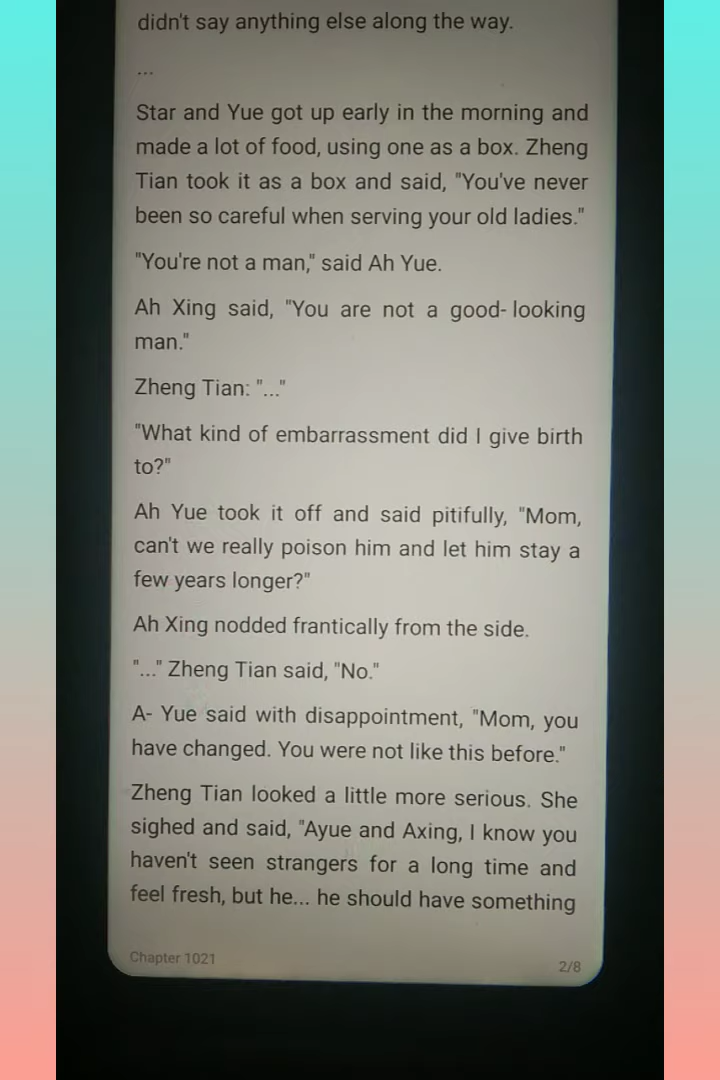 didn't say anything else along the way.
...
Star and Yue got up early in the morning and
made a lot of food, using one as a box. Zheng
Tian took it as a box and said, "You've never
been so careful when serving your old ladies."
"You're not a man," said Ah Yue.
Ah Xing said, "You are not a good- looking
man."
Zheng Tian: "..."
"What kind of embarrassment did I give birth
to?"
Ah Yue took it off and said pitifully, "Mom,
can't we really poison him and let him stay a
few years longer?"
Ah Xing nodded frantically from the side.
"..." Zheng Tian said, "No."
A- Yue said with disappointment, "Mom, you
have changed. You were not like this before."
Zheng Tian looked a little more serious. She
sighed and said, "Ayue and Axing, I know you
haven't seen strangers for a long time and
feel fresh, but he... he should have something
Chapter 1021
2/8